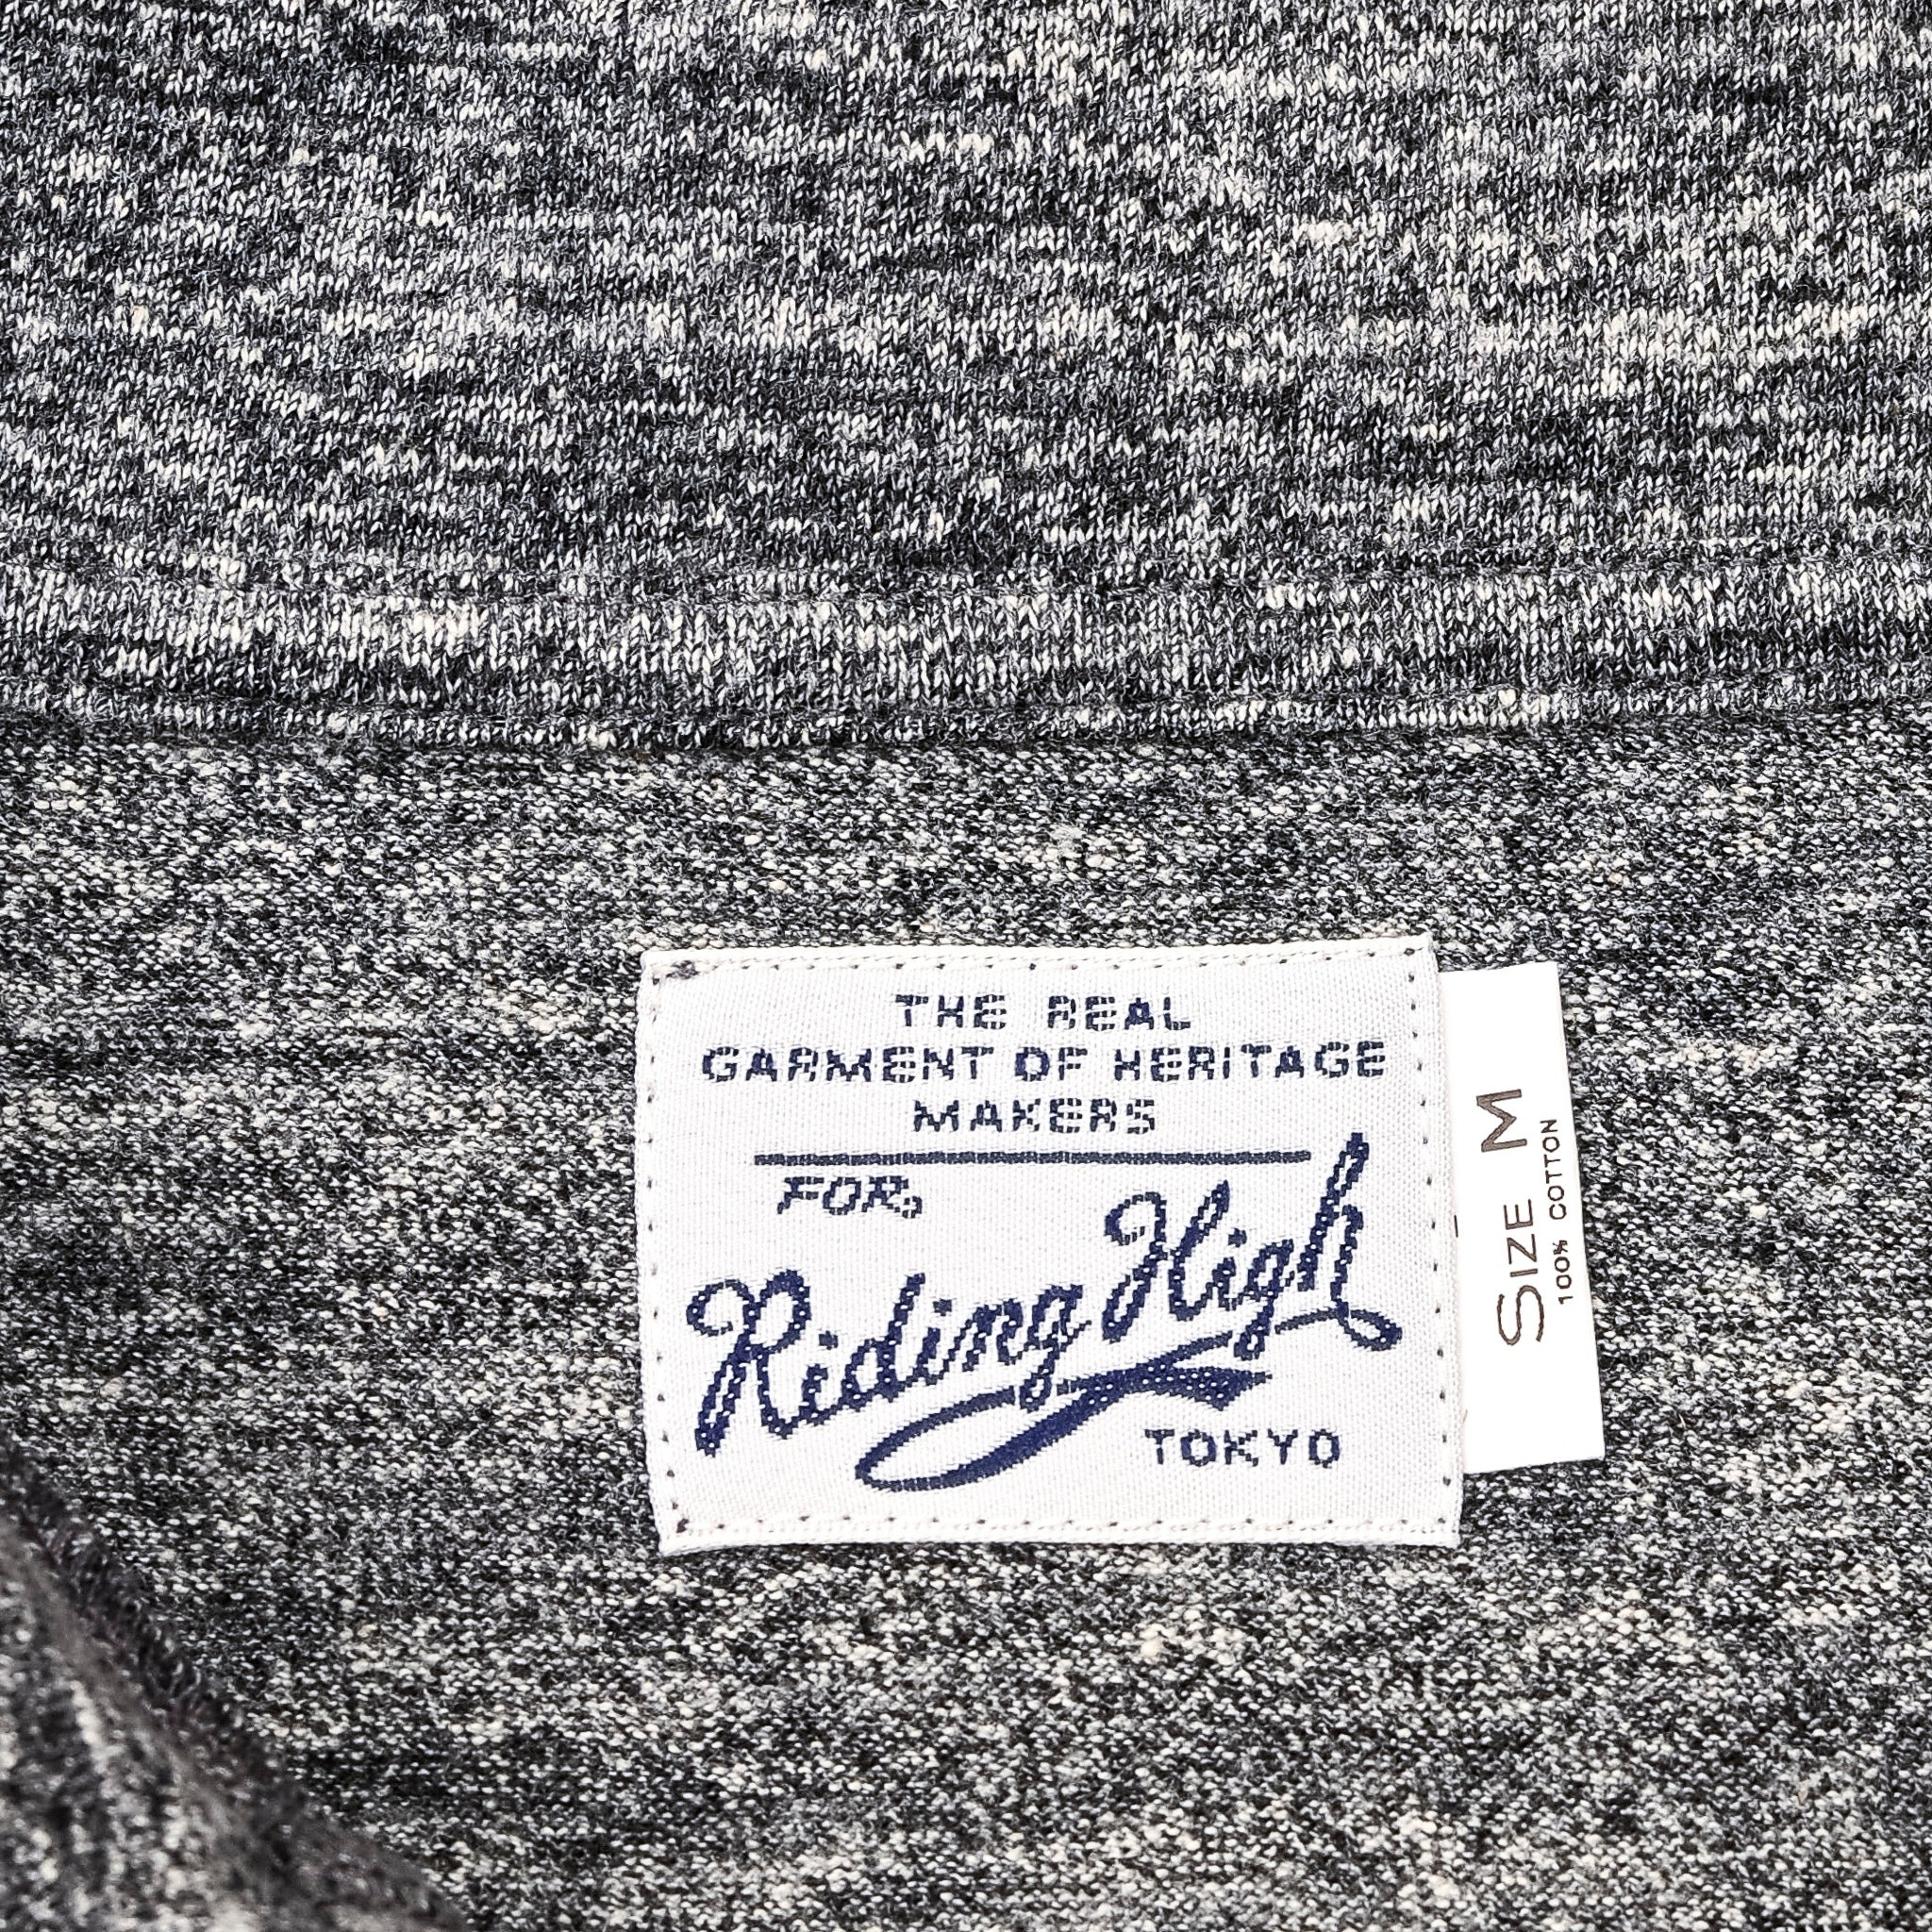 THE REAL
GARMENT OF HERITAGE
MAKERS
FOR,
Riding High
TOKYO
SIZE M
100% COTTON